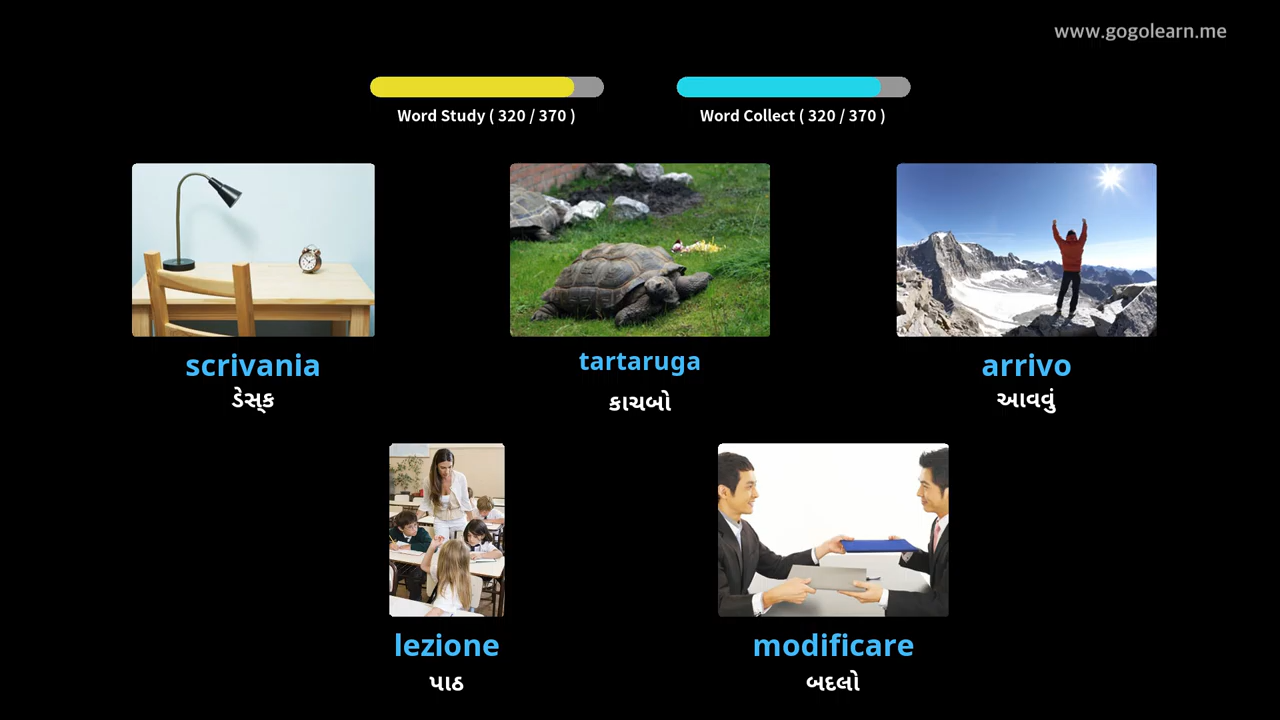 www.gogolearn.me
Word Study ( 320 / 370 )
Word Collect ( 320 / 370 )
scrivania
ડેસ્ક
tartaruga
કાચબો
arrivo
આવવું
lezione
પાઠ
modificare
બદલો